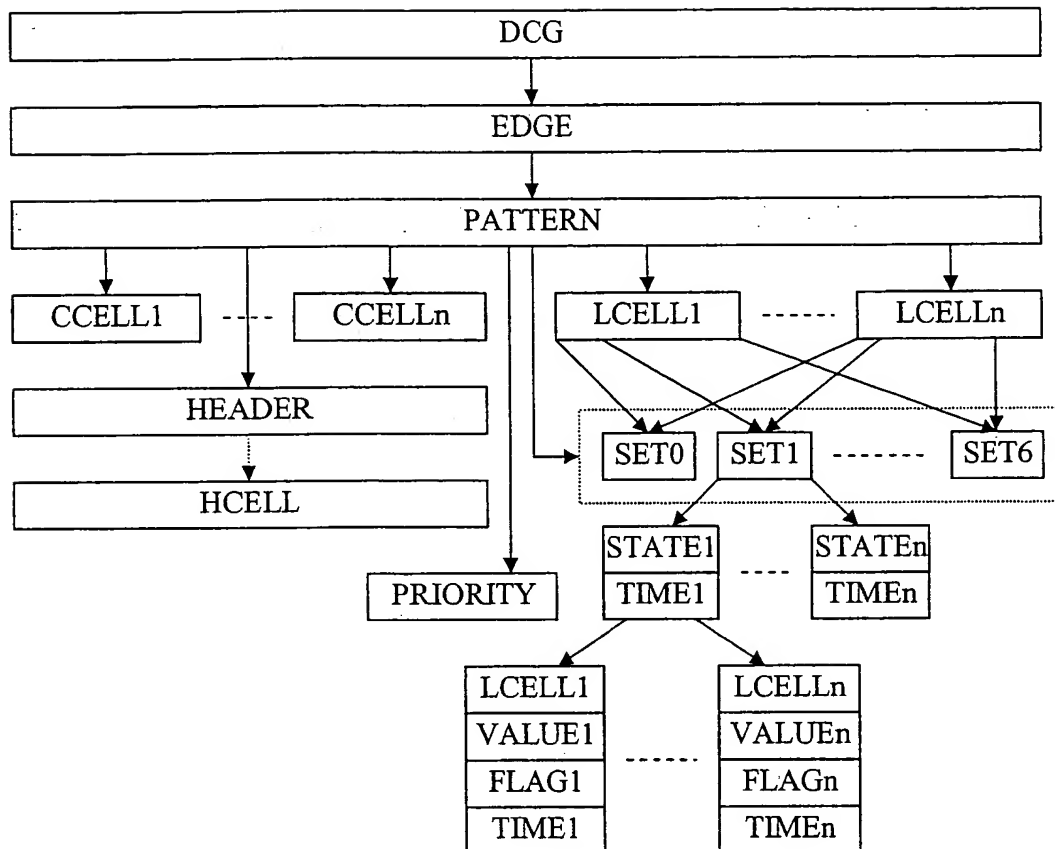 DCG
EDGE
PATTERN
CCELL1 CCELLn LCELL1 LCELLn
HEADER
SET0 SET1 SET6
HCELL
STATE1 STATEn
PRIORITY TIME1 TIMEn
LCELL1 LCELLn
VALUE1 VALUEn
FLAG1 FLAGn
TIME1 TIMEn